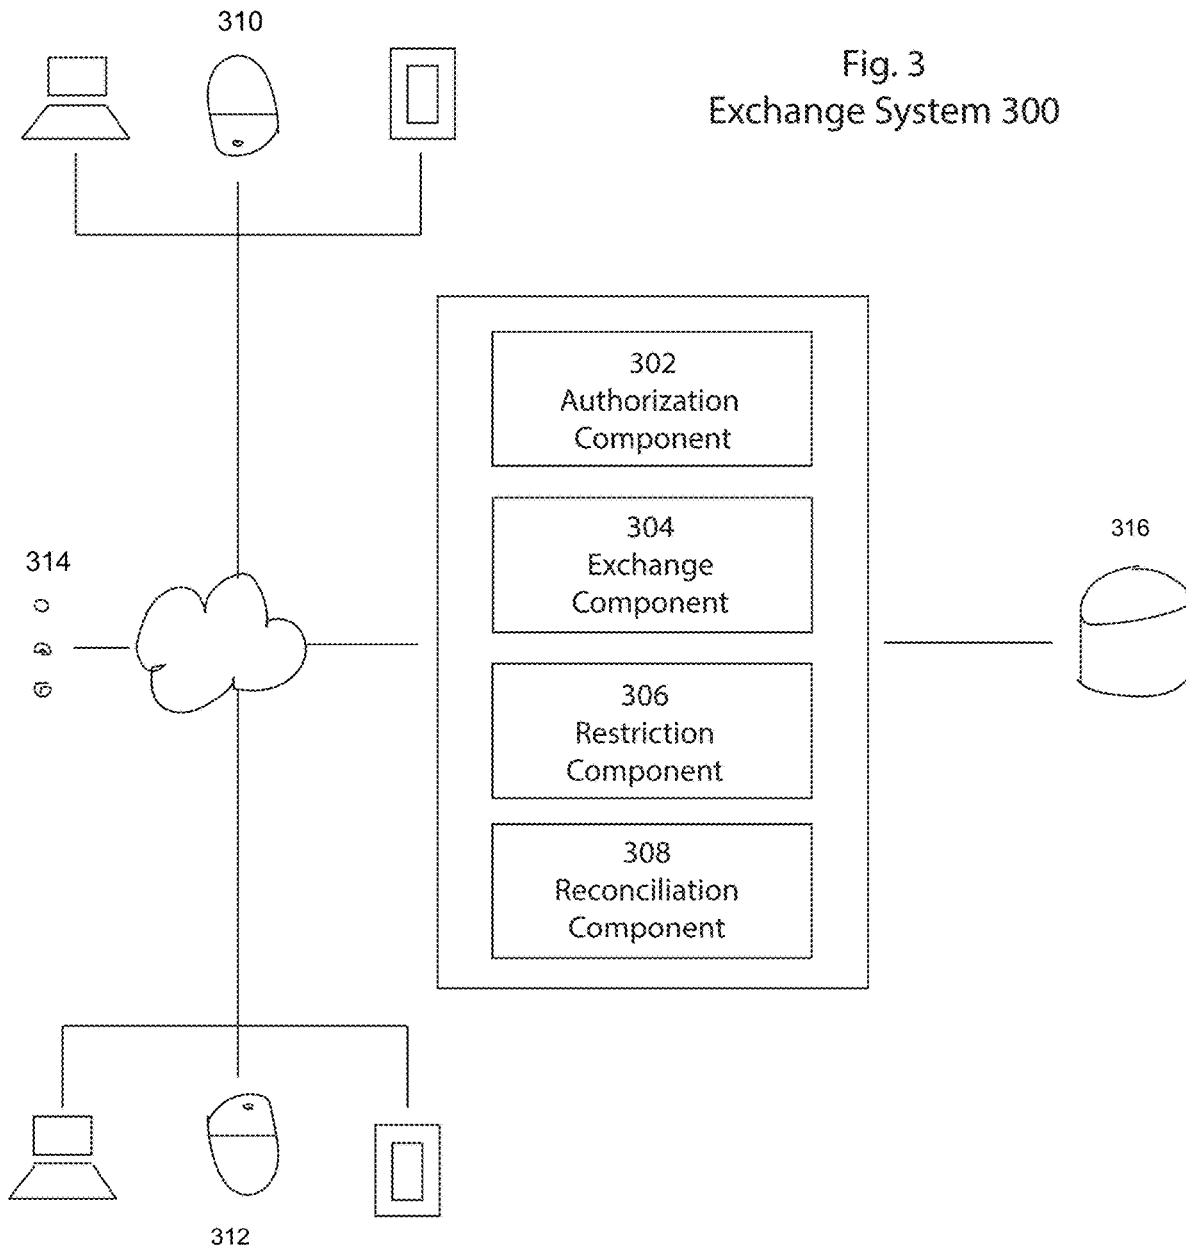 310
Fig. 3
Exchange System 300
302
Authorization
Component
304
Exchange
Component
316
314
306
Restriction
Component
308
Reconciliation
Component
312